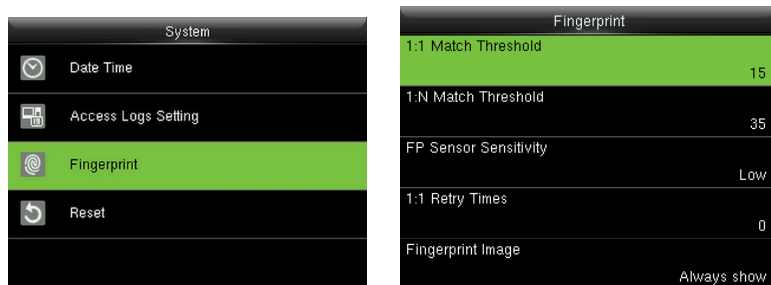 System
Date Time
Access Logs Setting
Fingerprint
Reset
Fingerprint
1:1 Match Threshold
15
1:N Match Threshold
35
FP Sensor Sensitivity
Low
1:1 Retry Times
0
Fingerprint Image
Always show